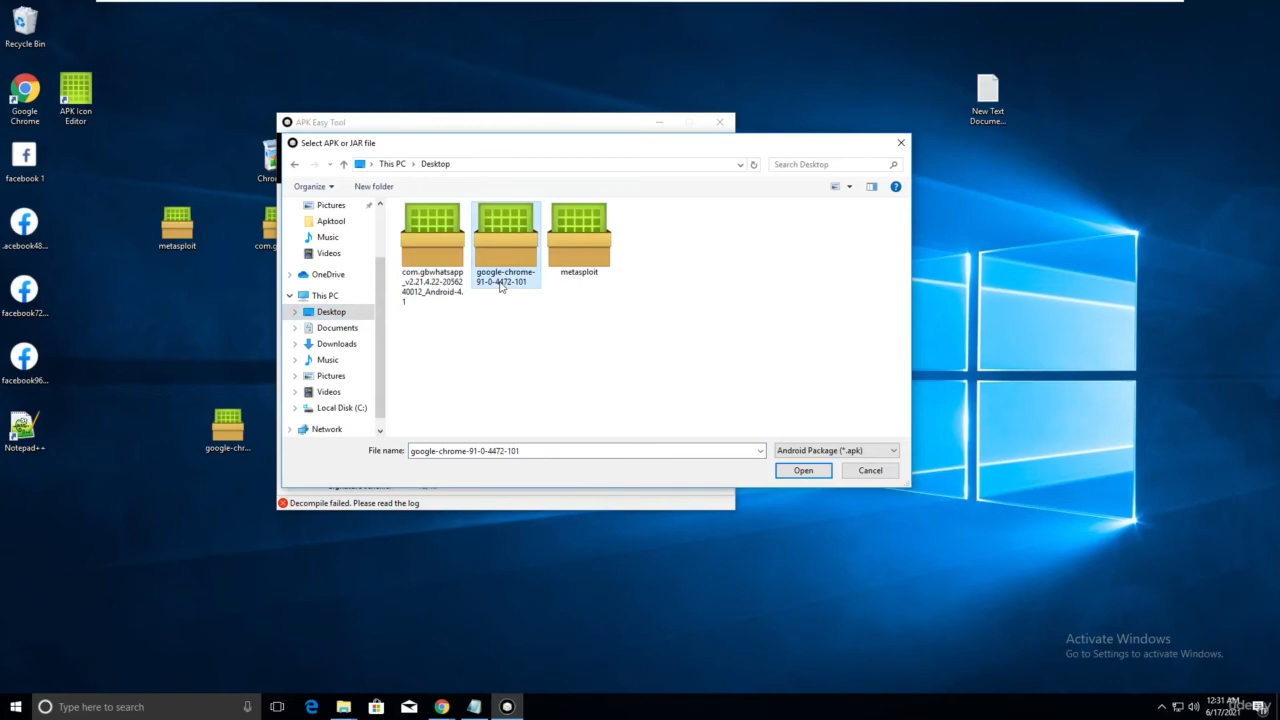 Recycle Bin
Google
Chrome
APK Icon
Editor
facebook 1
facebook72...
facebook96...
Notepad++
metasploit
google-chr...
New Text
Docume...
APK Easy Tool
Select APK or JAR file
This PC
Desktop
Search Desktop
Organize
New folder
Pictures
Apktool
Music
Videos
OneDrive
This PC
Desktop
Documents
Downloads
Music
Pictures
Videos
Local Disk (C:)
Network
com.gbwhatsapp
_v2.21.4.22-20562
40012_Android-4.
1
google-chrome-
91-0-4472-101
metasploit
File name:
google-chrome-91-0-4472-101
Android Package (*.apk)
Open
Cancel
Decompile failed. Please read the log
Activate Windows
Go to Settings to activate Windows.
Type here to search
12:31 AM
6/17/2021